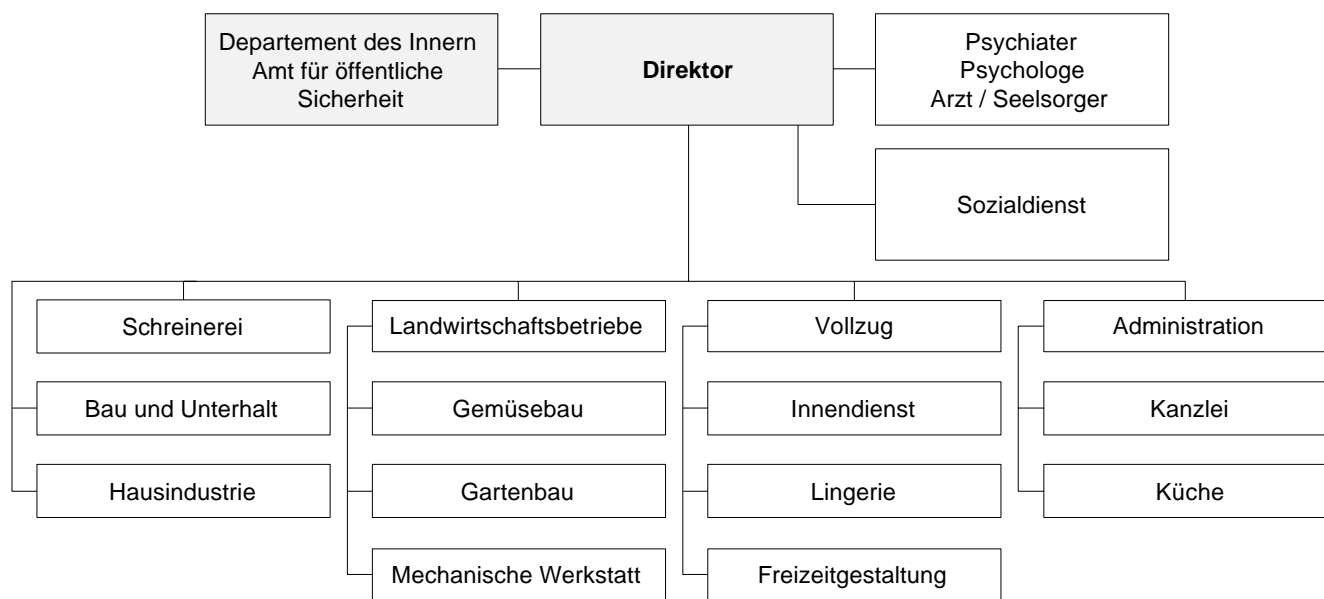 Departement des Innern
Amt für öffentliche
Sicherheit
Direktor
Psychiater
Psychologe
Arzt / Seelsorger
Sozialdienst
Schreinerei
Landwirtschaftsbetriebe
Vollzug
Administration
Bau und Unterhalt
Gemüsebau
Innendienst
Kanzlei
Hausindustrie
Gartenbau
Lingerie
Küche
Mechanische Werkstatt
Freizeitgestaltung